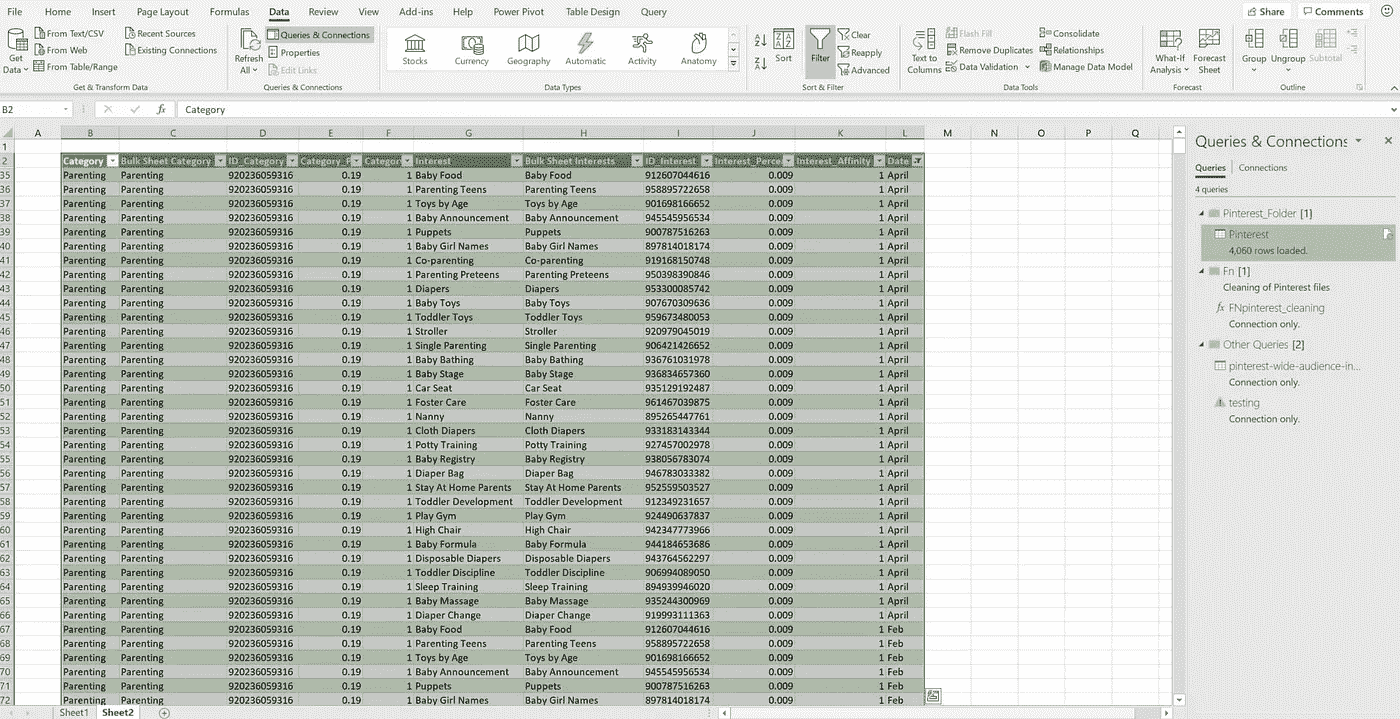 File Home Insert Page Layout Formulas Data Review View Add-ins Help Power Pivot Table Design Query Share Comments
From Text/CSV Recent Sources Queries & Connections Clear Flash Fill Consolidate
From Web Existing Connections Properties Reapply Remove Duplicates Relationships
From Table/Range Edit Links Advanced Data Validation Manage Data Model
Get Data Refresh All Stocks Currency Geography Automatic Activity Anatomy Sort Filter Text to Columns What-If Analysis Forecast Sheet Group Ungroup Subtotal
Get & Transform Data Queries & Connections Data Types Sort & Filter Data Tools Forecast Outline
B2 fx Category
A B C D E F G H I J K L M N O P Q
1
2 Category Bulk Sheet Category ID_Category Category_P Categor Interest Bulk Sheet Interests ID_Interest Interest_Perce Interest_Affinity Date
35 Parenting Parenting 920236059316 0.19 1 Baby Food Baby Food 912607044616 0.009 1 April
36 Parenting Parenting 920236059316 0.19 1 Parenting Teens Parenting Teens 958895722658 0.009 1 April
37 Parenting Parenting 920236059316 0.19 1 Toys by Age Toys by Age 901698166652 0.009 1 April
38 Parenting Parenting 920236059316 0.19 1 Baby Announcement Baby Announcement 945545956534 0.009 1 April
39 Parenting Parenting 920236059316 0.19 1 Puppets Puppets 900787516263 0.009 1 April
40 Parenting Parenting 920236059316 0.19 1 Baby Girl Names Baby Girl Names 897814018174 0.009 1 April
41 Parenting Parenting 920236059316 0.19 1 Co-parenting Co-parenting 919168150748 0.009 1 April
42 Parenting Parenting 920236059316 0.19 1 Parenting Preteens Parenting Preteens 950398390846 0.009 1 April
43 Parenting Parenting 920236059316 0.19 1 Diapers Diapers 953300085742 0.009 1 April
44 Parenting Parenting 920236059316 0.19 1 Baby Toys Baby Toys 907670309636 0.009 1 April
45 Parenting Parenting 920236059316 0.19 1 Toddler Toys Toddler Toys 959673480053 0.009 1 April
46 Parenting Parenting 920236059316 0.19 1 Stroller Stroller 920979045019 0.009 1 April
47 Parenting Parenting 920236059316 0.19 1 Single Parenting Single Parenting 906421426652 0.009 1 April
48 Parenting Parenting 920236059316 0.19 1 Baby Bathing Baby Bathing 936761031978 0.009 1 April
49 Parenting Parenting 920236059316 0.19 1 Baby Stage Baby Stage 936834657360 0.009 1 April
50 Parenting Parenting 920236059316 0.19 1 Car Seat Car Seat 935129192487 0.009 1 April
51 Parenting Parenting 920236059316 0.19 1 Foster Care Foster Care 961467039875 0.009 1 April
52 Parenting Parenting 920236059316 0.19 1 Nanny Nanny 895265447761 0.009 1 April
53 Parenting Parenting 920236059316 0.19 1 Cloth Diapers Cloth Diapers 933183143344 0.009 1 April
54 Parenting Parenting 920236059316 0.19 1 Potty Training Potty Training 927457002978 0.009 1 April
55 Parenting Parenting 920236059316 0.19 1 Baby Registry Baby Registry 938056783074 0.009 1 April
56 Parenting Parenting 920236059316 0.19 1 Diaper Bag Diaper Bag 946783033382 0.009 1 April
57 Parenting Parenting 920236059316 0.19 1 Stay At Home Parents Stay At Home Parents 952559503527 0.009 1 April
58 Parenting Parenting 920236059316 0.19 1 Toddler Development Toddler Development 912349231657 0.009 1 April
59 Parenting Parenting 920236059316 0.19 1 Play Gym Play Gym 924490637837 0.009 1 April
60 Parenting Parenting 920236059316 0.19 1 High Chair High Chair 942347773966 0.009 1 April
61 Parenting Parenting 920236059316 0.19 1 Baby Formula Baby Formula 944184653686 0.009 1 April
62 Parenting Parenting 920236059316 0.19 1 Disposable Diapers Disposable Diapers 943764562297 0.009 1 April
63 Parenting Parenting 920236059316 0.19 1 Toddler Discipline Toddler Discipline 906994089050 0.009 1 April
64 Parenting Parenting 920236059316 0.19 1 Sleep Training Sleep Training 894939946020 0.009 1 April
65 Parenting Parenting 920236059316 0.19 1 Baby Massage Baby Massage 935244300969 0.009 1 April
66 Parenting Parenting 920236059316 0.19 1 Diaper Change Diaper Change 919993111363 0.009 1 April
67 Parenting Parenting 920236059316 0.19 1 Baby Food Baby Food 912607044616 0.009 1 Feb
68 Parenting Parenting 920236059316 0.19 1 Parenting Teens Parenting Teens 958895722658 0.009 1 Feb
69 Parenting Parenting 920236059316 0.19 1 Toys by Age Toys by Age 901698166652 0.009 1 Feb
70 Parenting Parenting 920236059316 0.19 1 Baby Announcement Baby Announcement 945545956534 0.009 1 Feb
71 Parenting Parenting 920236059316 0.19 1 Puppets Puppets 900787516263 0.009 1 Feb
72 Parenting Parenting 920236059316 0.19 1 Baby Girl Names Baby Girl Names 897814018174 0.009 1 Feb
Sheet1 Sheet2
Queries & Connections
Queries Connections
4 queries
Pinterest_Folder [1]
Pinterest
4,060 rows loaded.
Fn [1]
Cleaning of Pinterest files
fx FNpinterest_cleaning
Connection only.
Other Queries [2]
pinterest-wide-audience-in...
Connection only.
testing
Connection only.